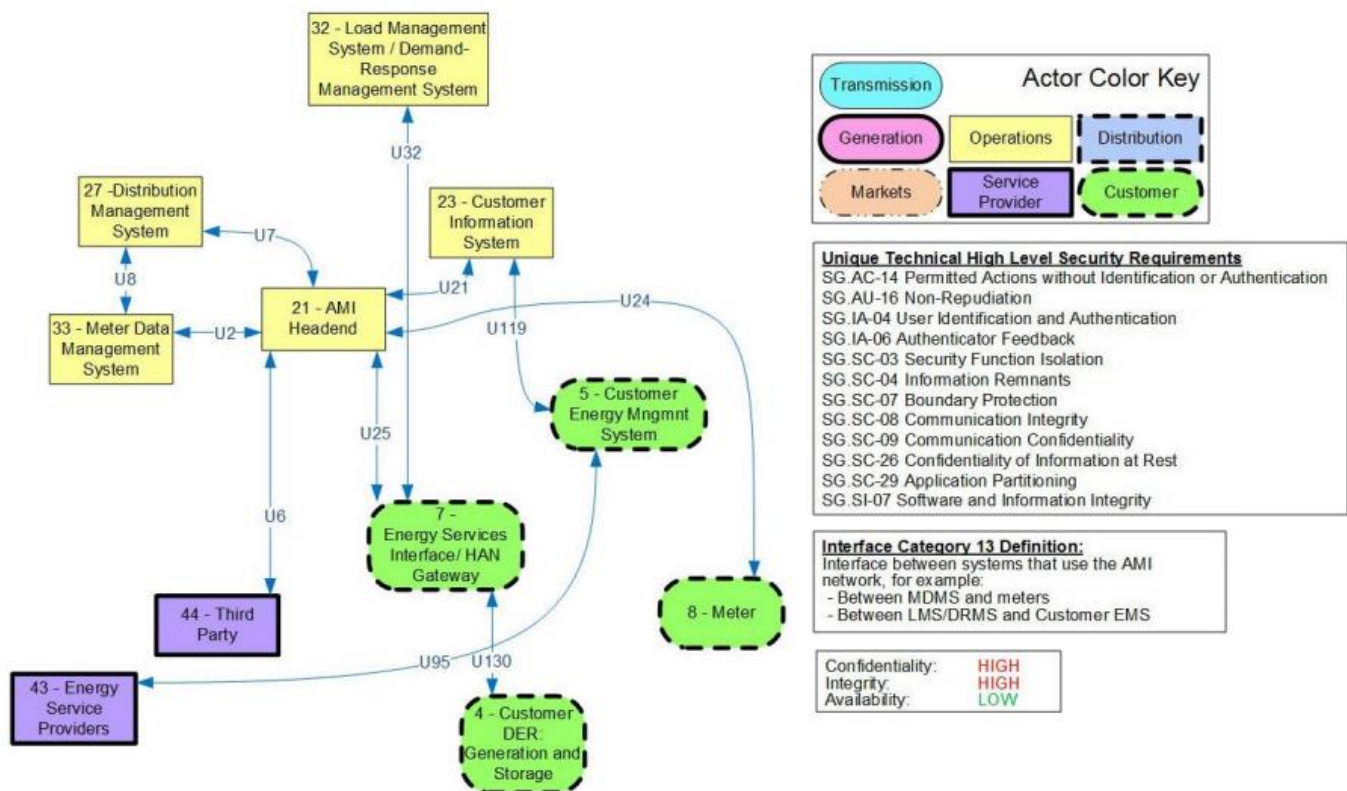 32 - Load Management
System / Demand-
Response
Management System
U32
27 -Distribution
Management
System
23 - Customer
Information
System
U7
U8
U21
21 - AMI
Headend
U24
33 - Meter Data
Management
System
U2
U119
5 - Customer
Energy Mngmnt
System
U25
U6
7 -
Energy Services
Interface/ HAN
Gateway
44 - Third
Party
8 - Meter
U95
U130
43 - Energy
Service
Providers
4 - Customer
DER:
Generation and
Storage
Actor Color Key
Transmission
Generation
Operations
Distribution
Markets
Service
Provider
Customer
Unique Technical High Level Security Requirements
SG.AC-14 Permitted Actions without Identification or Authentication
SG.AU-16 Non-Repudiation
SG.IA-04 User Identification and Authentication
SG.IA-06 Authenticator Feedback
SG.SC-03 Security Function Isolation
SG.SC-04 Information Remnants
SG.SC-07 Boundary Protection
SG.SC-08 Communication Integrity
SG.SC-09 Communication Confidentiality
SG.SC-26 Confidentiality of Information at Rest
SG.SC-29 Application Partitioning
SG.SI-07 Software and Information Integrity
Interface Category 13 Definition:
Interface between systems that use the AMI
network, for example:
- Between MDMS and meters
- Between LMS/DRMS and Customer EMS
Confidentiality: HIGH
Integrity: HIGH
Availability: LOW